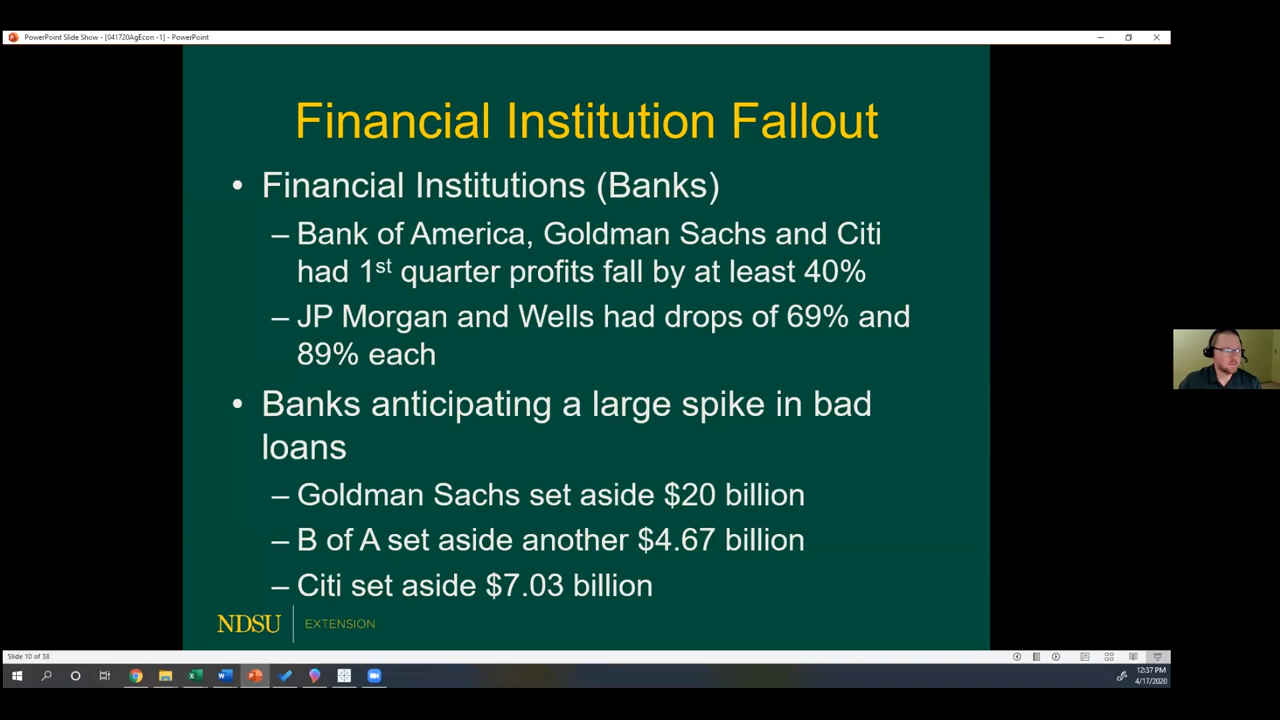 PowerPoint Slide Show - [041720AgEcon -1] - PowerPoint
Financial Institution Fallout
• Financial Institutions (Banks)
– Bank of America, Goldman Sachs and Citi
had 1st quarter profits fall by at least 40%
– JP Morgan and Wells had drops of 69% and
89% each
• Banks anticipating a large spike in bad
loans
– Goldman Sachs set aside $20 billion
– B of A set aside another $4.67 billion
– Citi set aside $7.03 billion
NDSU EXTENSION
Slide 10 of 38
12:37 PM
4/17/2020